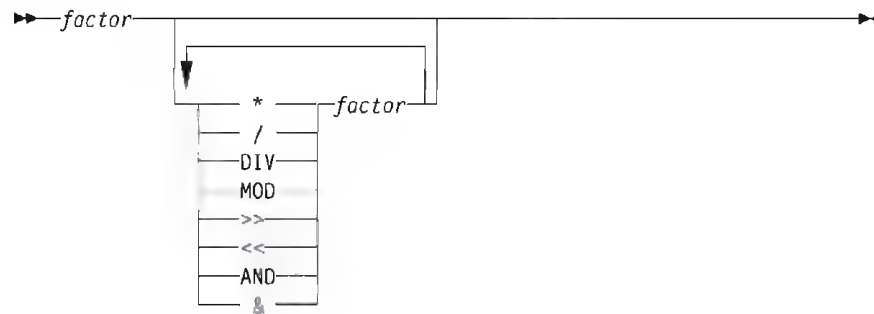 factor
* factor
/
DIV
MOD
>>
<<
AND
&